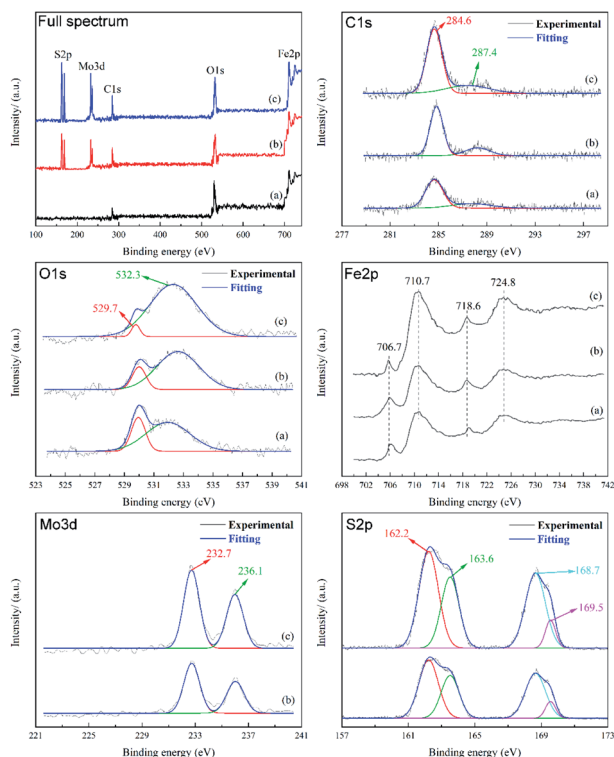 Full spectrum
S2p
Mo3d
C1s
O1s
Fe2p
(c)
(b)
(a)
Intensity/ (a.u.)
100 200 300 400 500 600 700
Binding energy (eV)
C1s
Experimental
Fitting
284.6
287.4
(c)
(b)
(a)
Intensity/ (a.u.)
277 281 285 289 293 297
Binding energy (eV)
O1s
Experimental
Fitting
532.3
529.7
(c)
(b)
(a)
Intensity/ (a.u.)
523 525 527 529 531 533 535 537 539 541
Binding energy (eV)
Fe2p
710.7
724.8
718.6
706.7
(c)
(b)
(a)
Intensity/ (a.u.)
698 702 706 710 714 718 722 726 730 734 738 742
Binding energy (eV)
Mo3d
Experimental
Fitting
232.7
236.1
(c)
(b)
Intensity/ (a.u.)
221 223 225 227 229 231 233 235 237 239 241
Binding energy (eV)
S2p
Experimental
Fitting
162.2
163.6
168.7
169.5
(c)
(b)
Intensity/ (a.u.)
157 161 165 169 173
Binding energy (eV)